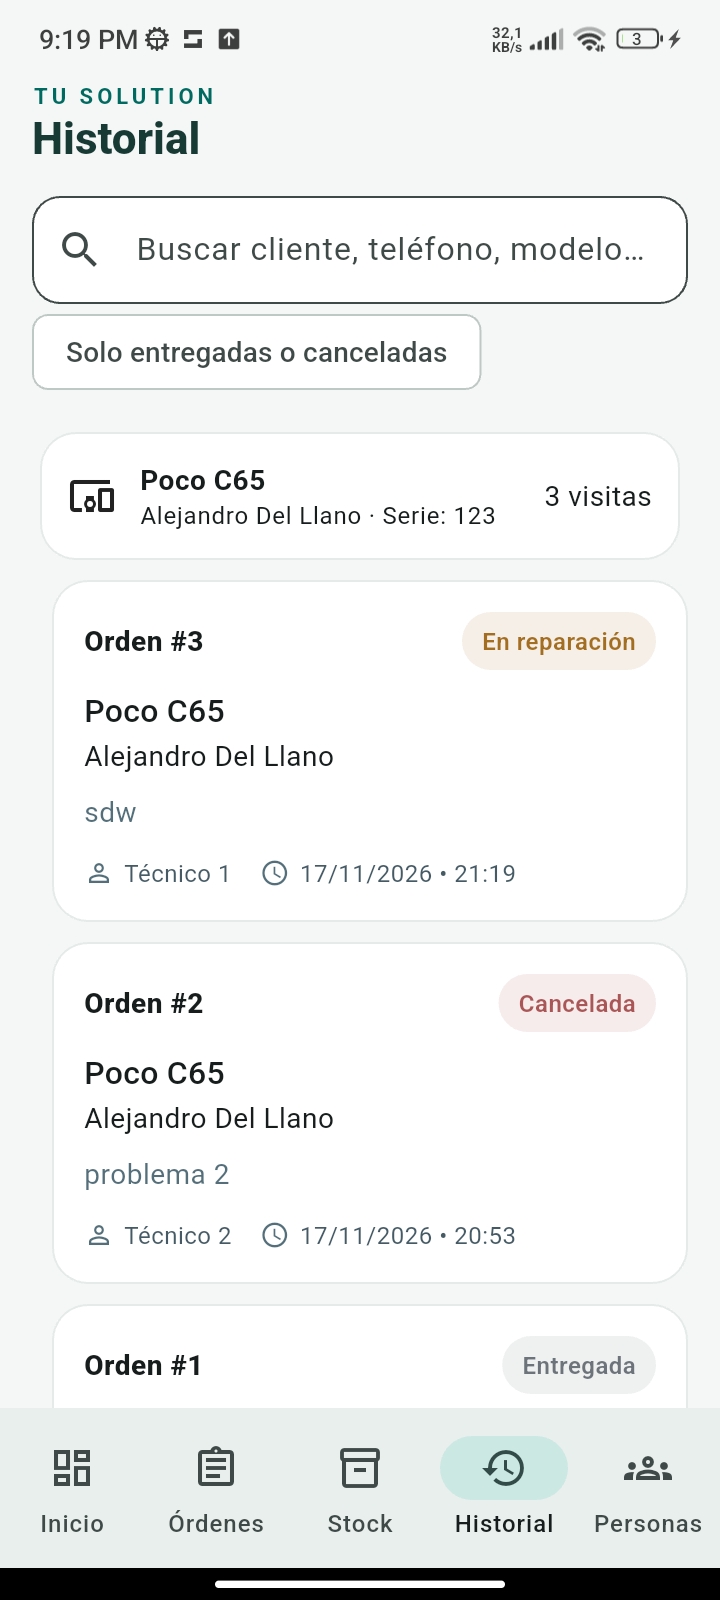 9:19 PM
32,1
KB/s
3
TU SOLUTION
Historial
Buscar cliente, teléfono, modelo…
Solo entregadas o canceladas
Poco C65
Alejandro Del Llano · Serie: 123
3 visitas
Orden #3
En reparación
Poco C65
Alejandro Del Llano
sdw
Técnico 1
17/11/2026 • 21:19
Orden #2
Cancelada
Poco C65
Alejandro Del Llano
problema 2
Técnico 2
17/11/2026 • 20:53
Orden #1
Entregada
Inicio
Órdenes
Stock
Historial
Personas